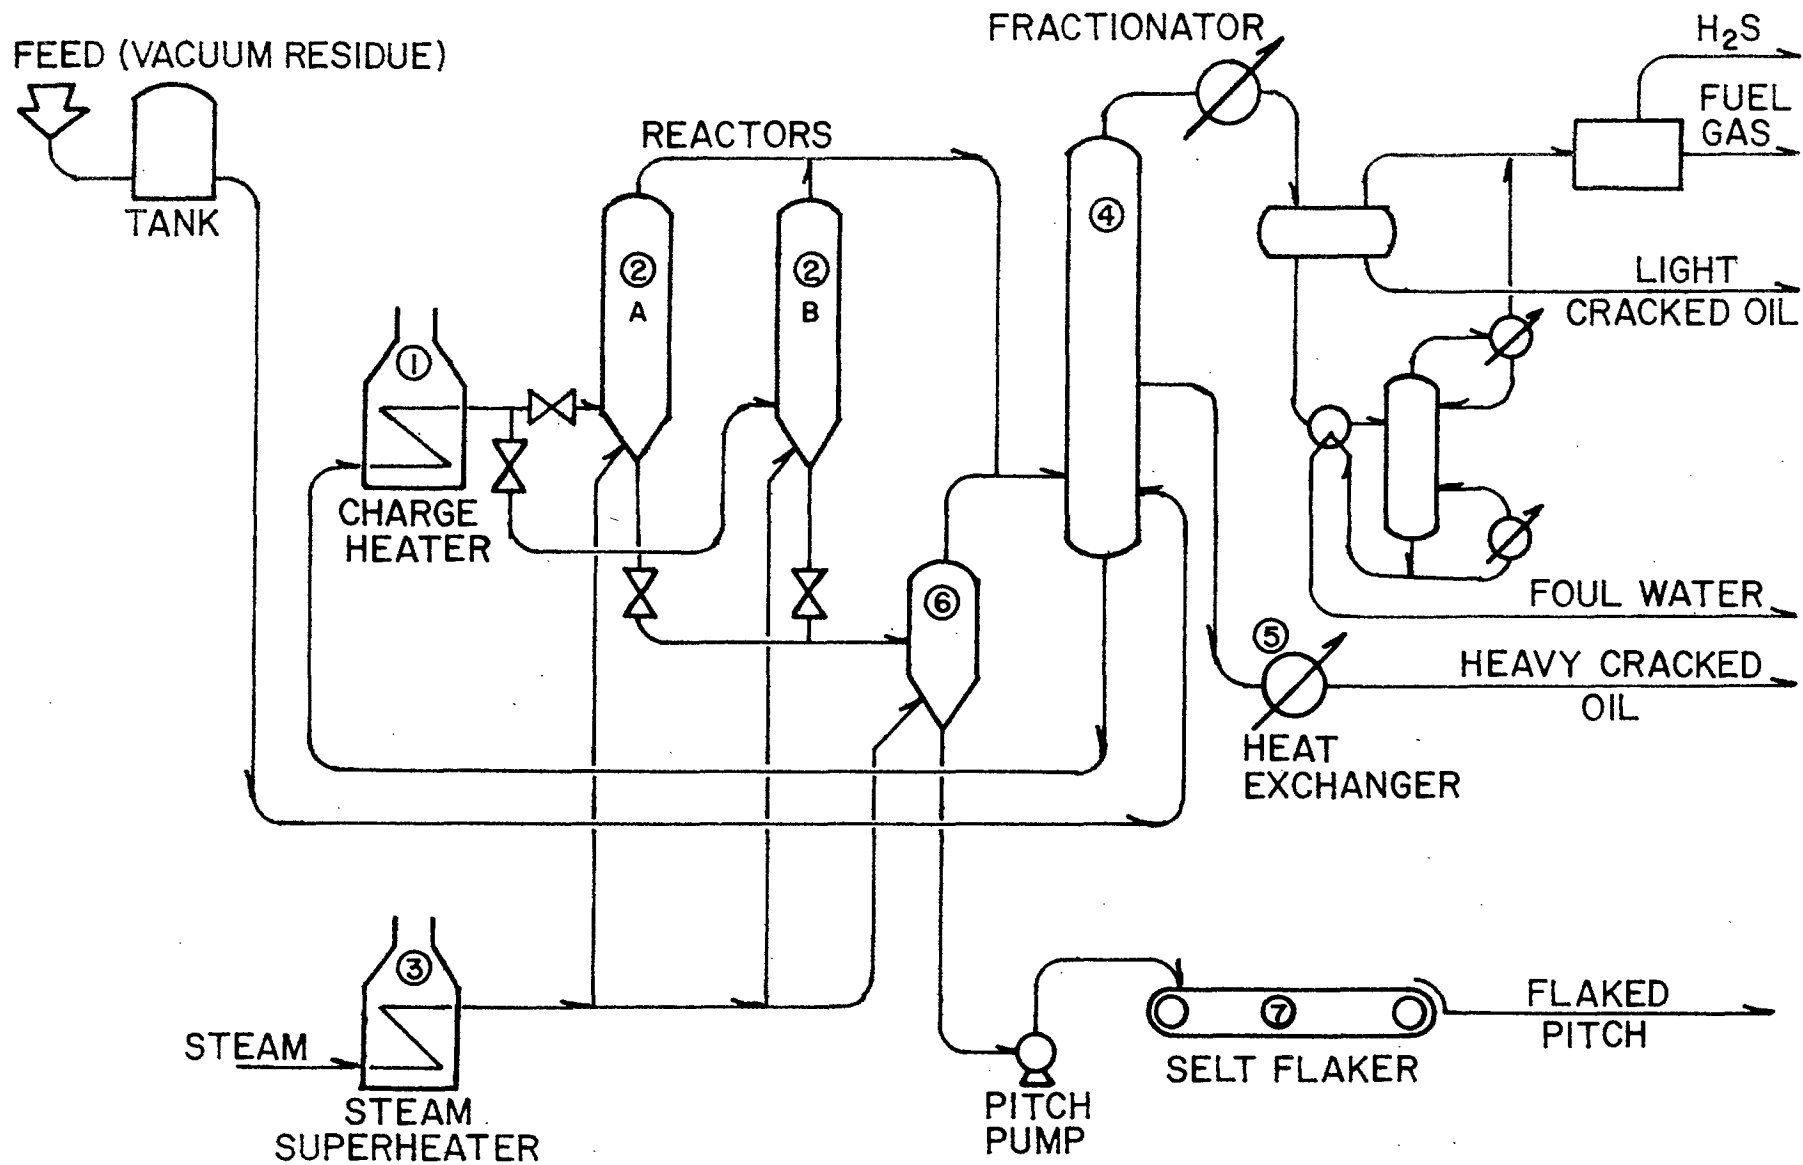 FRACTIONATOR
H₂S
FEED (VACUUM RESIDUE)
FUEL
GAS
REACTORS
TANK
④
②
A
②
B
LIGHT
CRACKED OIL
①
CHARGE
HEATER
⑥
FOUL WATER
⑤
HEAVY CRACKED
OIL
HEAT
EXCHANGER
③
STEAM
STEAM
SUPERHEATER
⑦
FLAKED
PITCH
SELT FLAKER
PITCH
PUMP